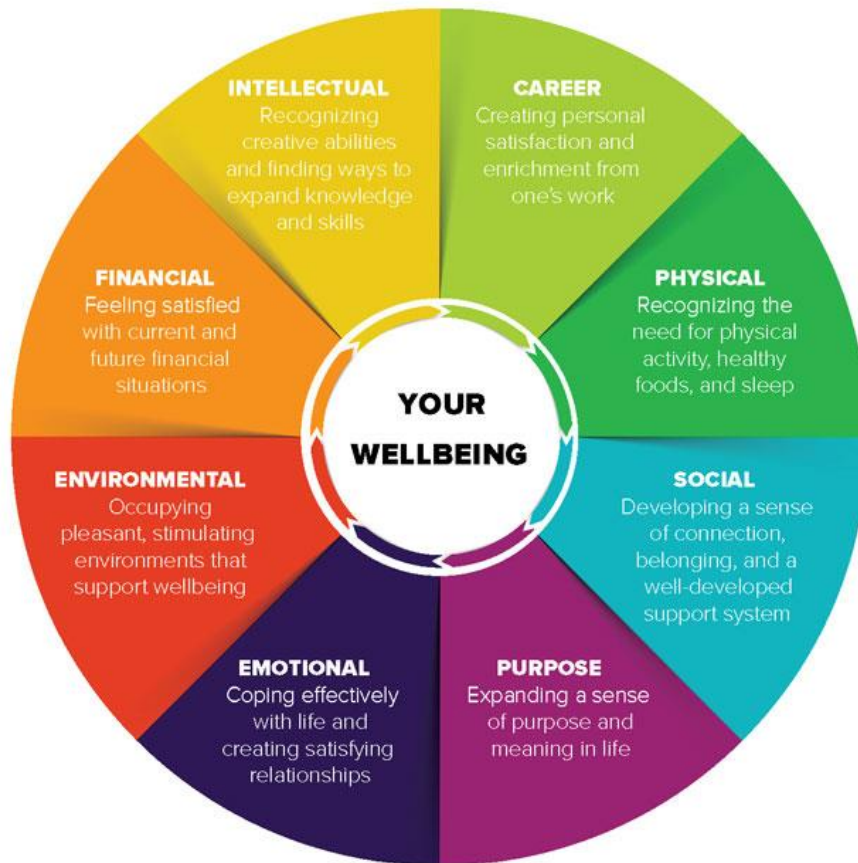 INTELLECTUAL
Recognizing
creative abilities
and finding ways to
expand knowledge
and skills
CAREER
Creating personal
satisfaction and
enrichment from
one's work
FINANCIAL
Feeling satisfied
with current and
future financial
situations
PHYSICAL
Recognizing the
need for physical
activity, healthy
foods, and sleep
YOUR
WELLBEING
ENVIRONMENTAL
Occupying
pleasant, stimulating
environments that
support wellbeing
SOCIAL
Developing a sense
of connection,
belonging, and a
well-developed
support system
EMOTIONAL
Coping effectively
with life and
creating satisfying
relationships
PURPOSE
Expanding a sense
of purpose and
meaning in life